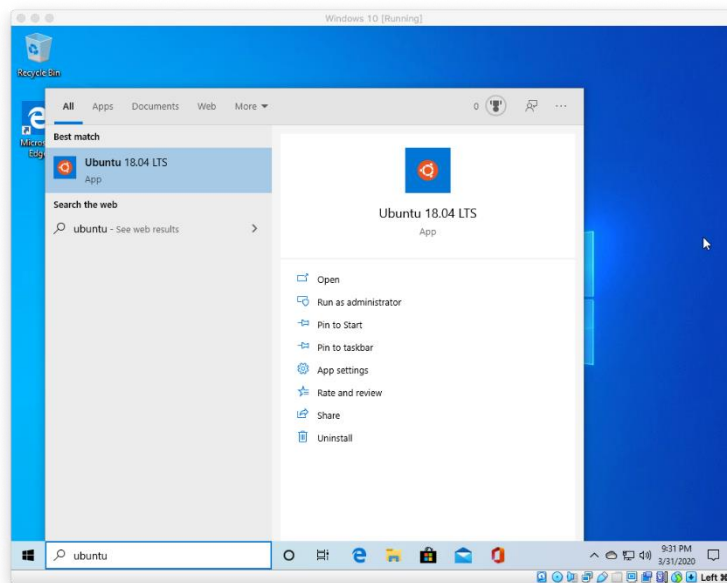 Windows 10 [Running]
Recycle Bin
All Apps Documents Web More 0 ...
Best match
Ubuntu 18.04 LTS
App
Search the web
ubuntu - See web results
Ubuntu 18.04 LTS
App
Open
Run as administrator
Pin to Start
Pin to taskbar
App settings
Rate and review
Share
Uninstall
Edge
ubuntu
9:31 PM
3/31/2020
Left ⌘